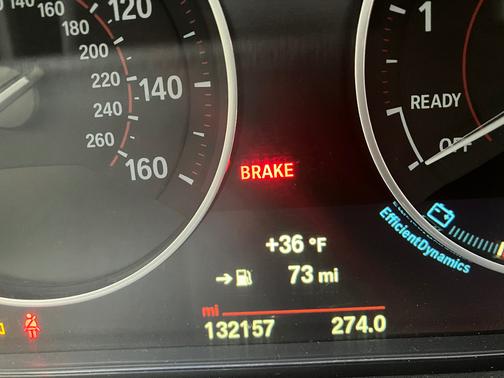 140 160 180 200 220 240 260
120
140
160
1
READY
OFF
BRAKE
EfficientDynamics
+36 °F
73 mi
mi
132157 274.0